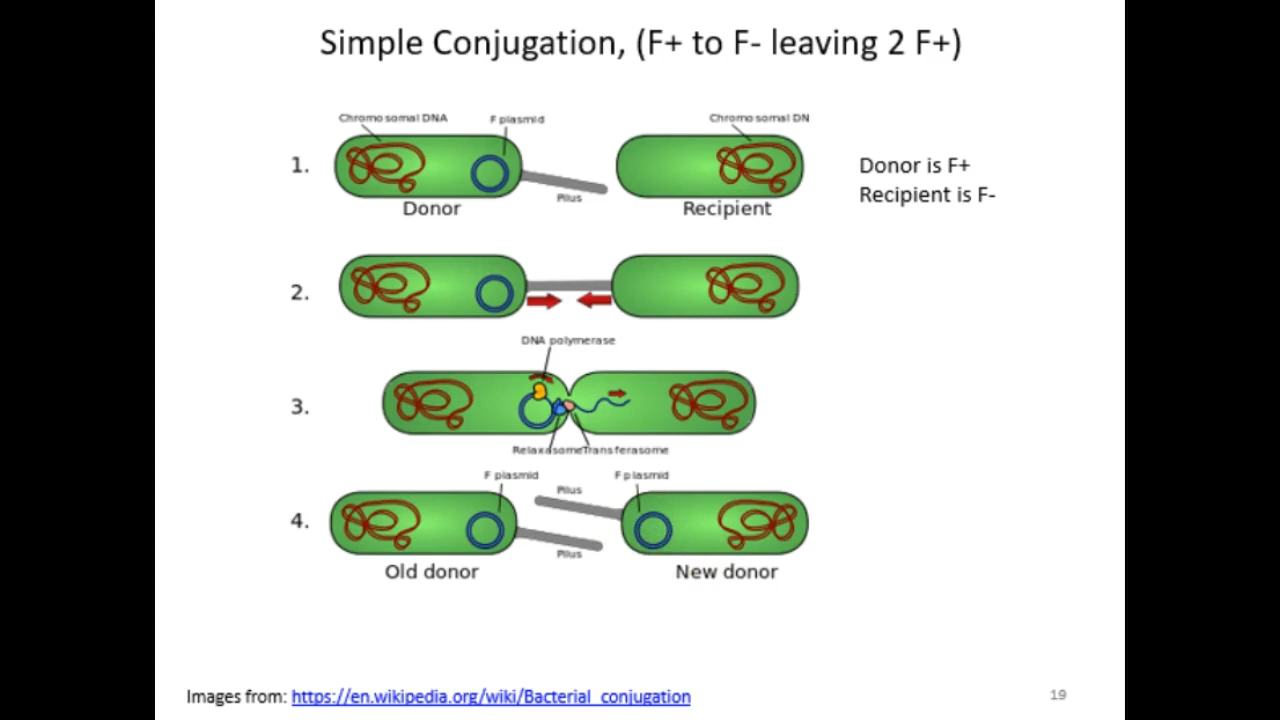 Simple Conjugation, (F+ to F- leaving 2 F+)
Chromosomal DNA
F plasmid
Chromosomal DN
1.
Pilus
Donor
Recipient
Donor is F+
Recipient is F-
2.
DNA polymerase
3.
Relaxasome
Transferasome
F plasmid
Pilus
F plasmid
4.
Pilus
Old donor
New donor
Images from: https://en.wikipedia.org/wiki/Bacterial_conjugation
19